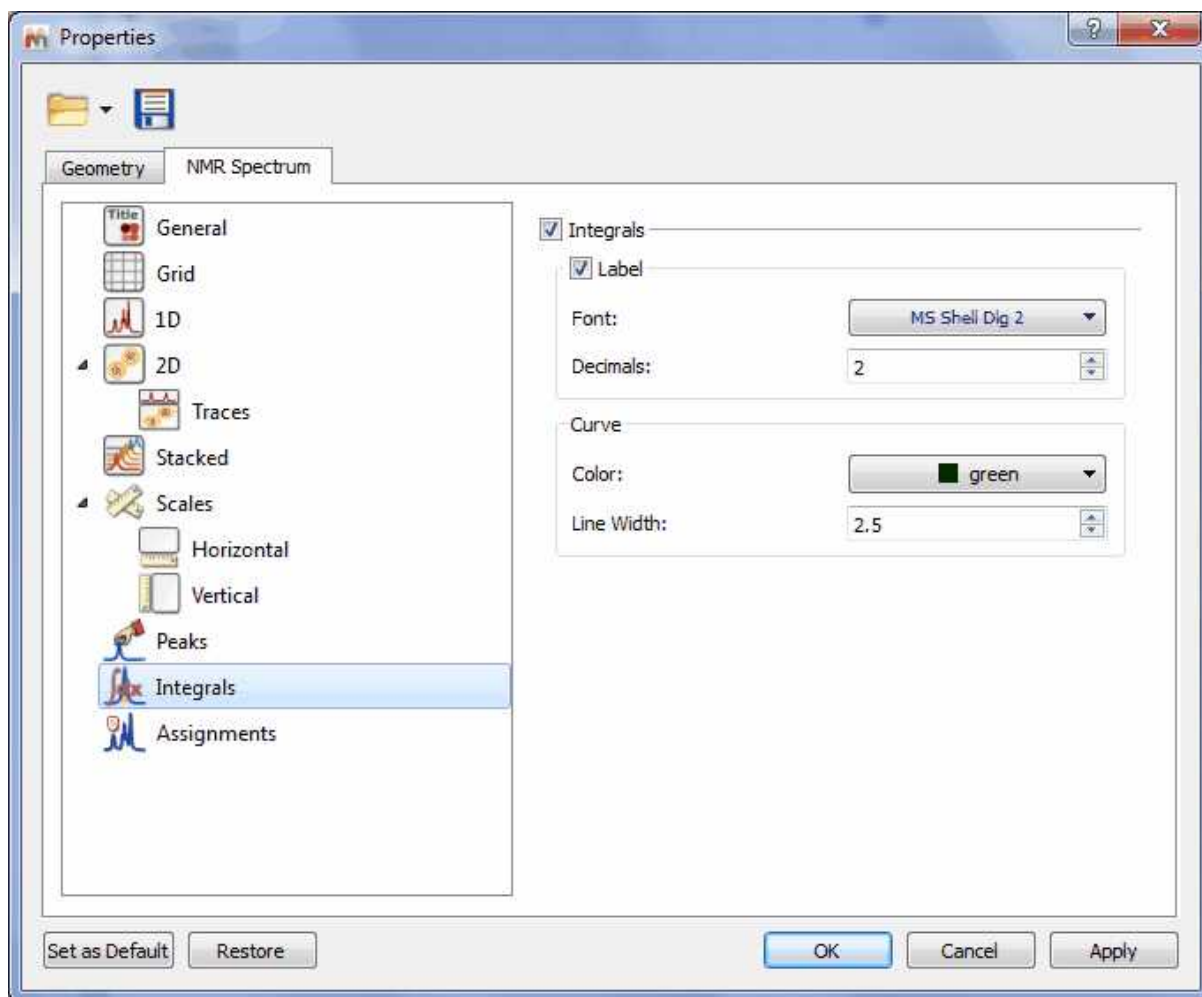 Properties
Geometry
NMR Spectrum
Title
General
Grid
1D
2D
Traces
Stacked
Scales
Horizontal
Vertical
Peaks
Integrals
Assignments
Integrals
Label
Font: MS Shell Dlg 2
Decimals: 2
Curve
Color: green
Line Width: 2.5
Set as Default Restore OK Cancel Apply